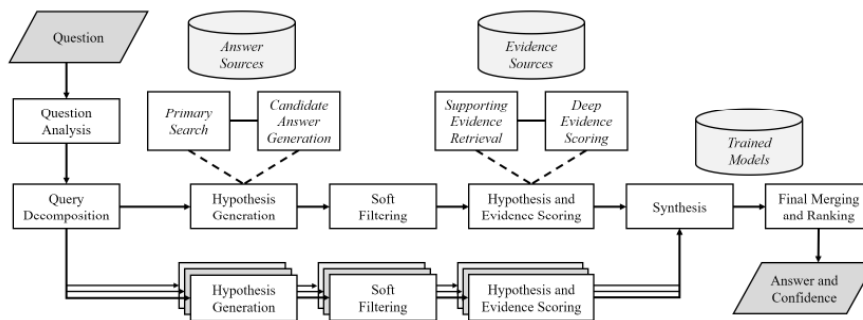 Question
Answer
Sources
Evidence
Sources
Question
Analysis
Primary
Search
Candidate
Answer
Generation
Supporting
Evidence
Retrieval
Deep
Evidence
Scoring
Trained
Models
Query
Decomposition
Hypothesis
Generation
Soft
Filtering
Hypothesis and
Evidence Scoring
Synthesis
Final Merging
and Ranking
Hypothesis
Generation
Soft
Filtering
Hypothesis and
Evidence Scoring
Answer and
Confidence